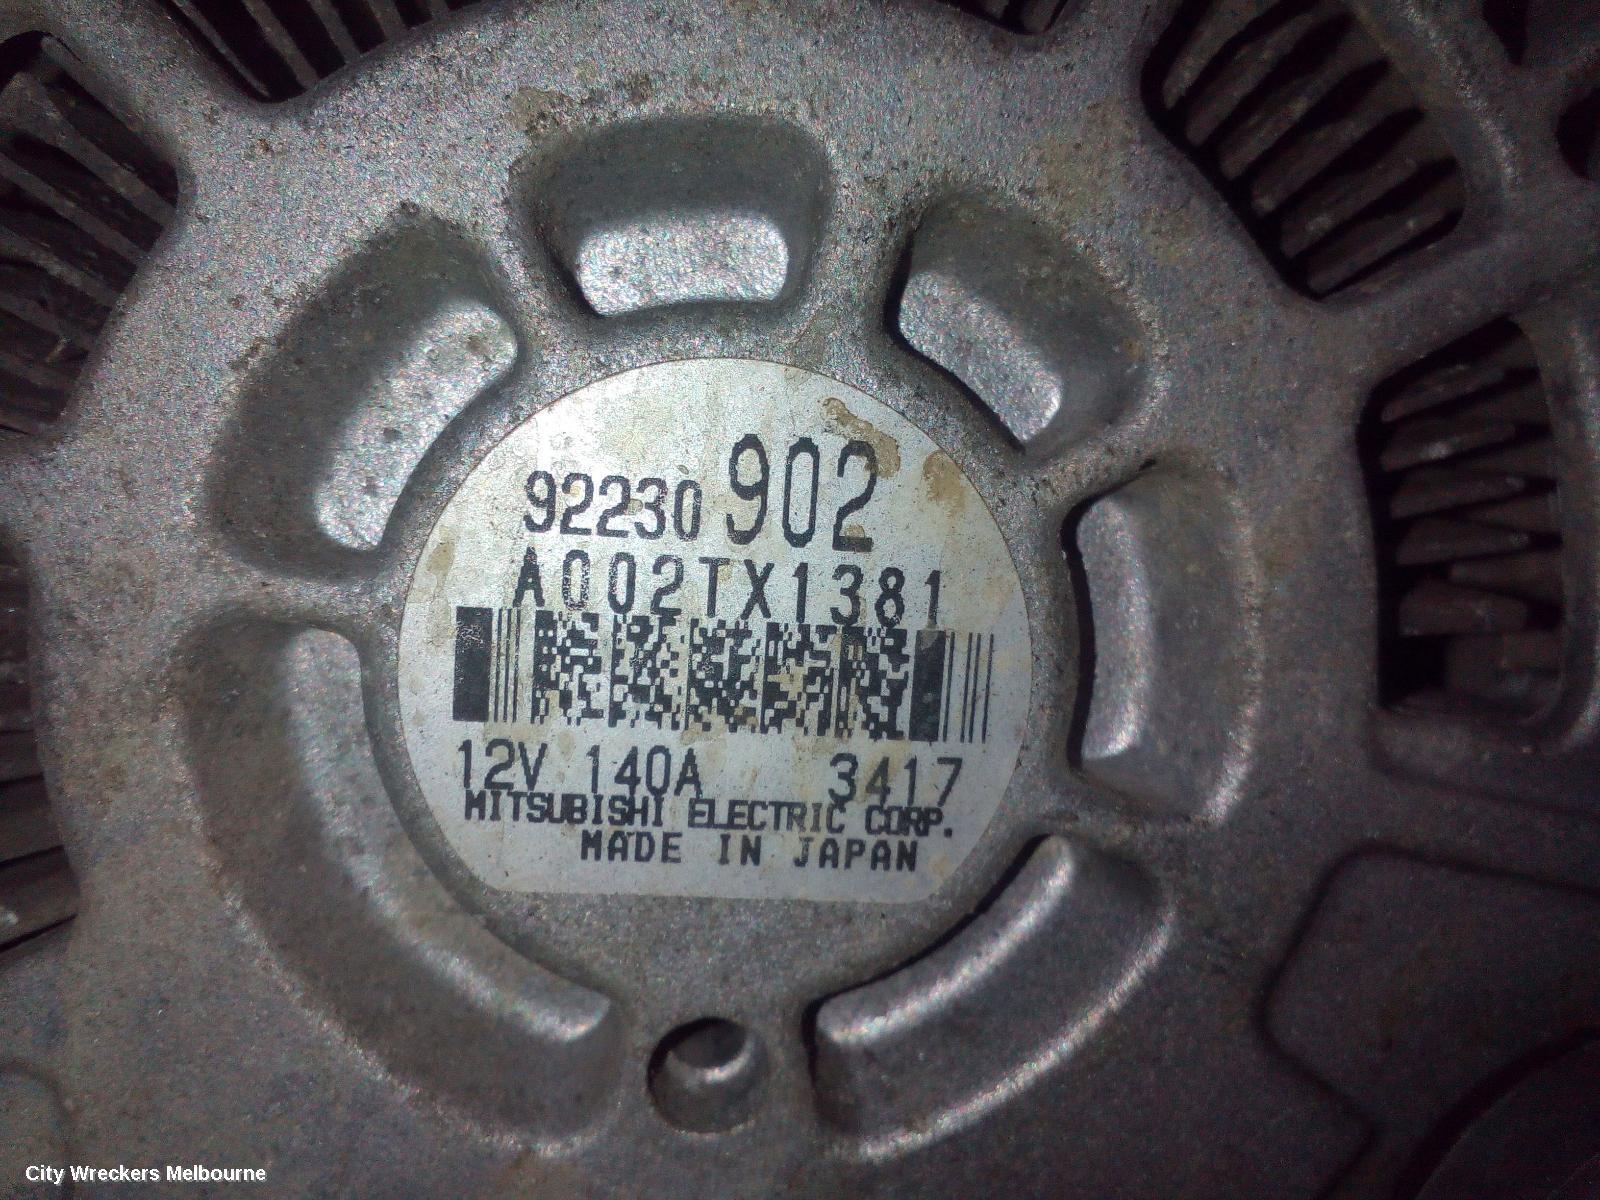 92230 902
A002TX1381
12V 140A 3417
MITSUBISHI ELECTRIC CORP.
MADE IN JAPAN
City Wreckers Melbourne